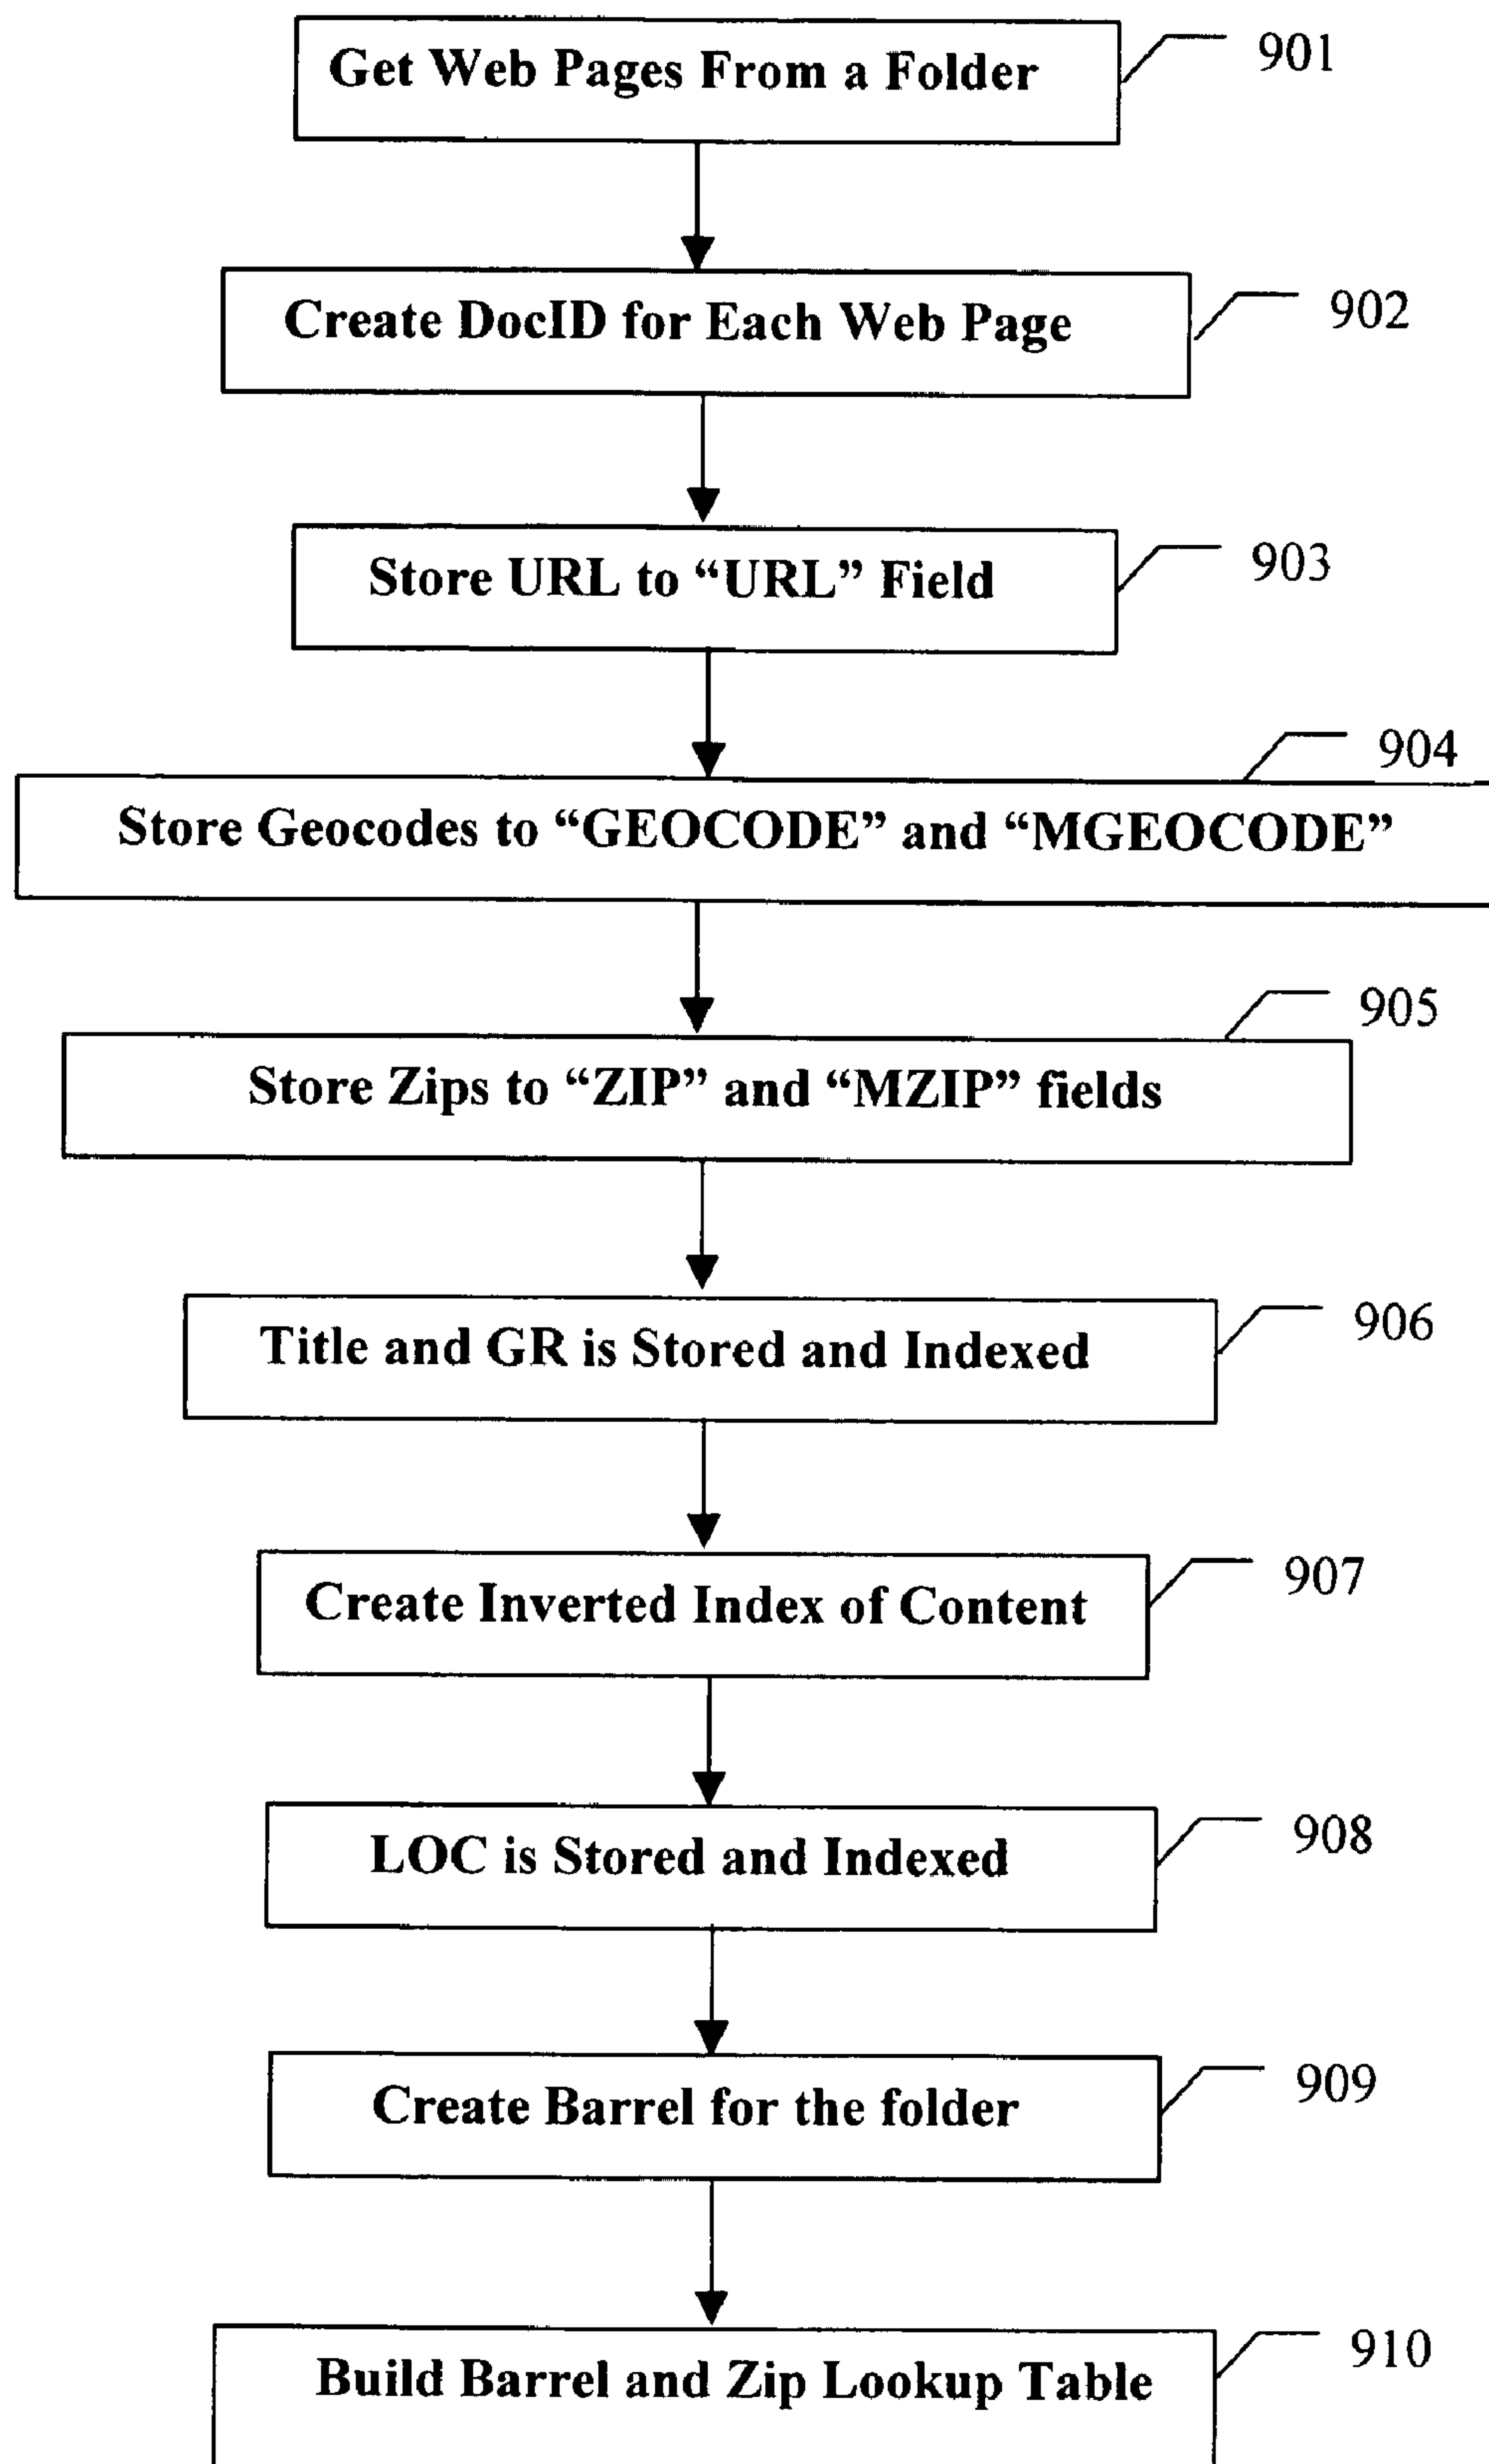 Get Web Pages From a Folder
901
Create DocID for Each Web Page
902
Store URL to “URL” Field
903
904
Store Geocodes to “GEOCODE” and “MGEOCODE”
905
Store Zips to “ZIP” and “MZIP” fields
Title and GR is Stored and Indexed
906
Create Inverted Index of Content
907
LOC is Stored and Indexed
908
Create Barrel for the folder
909
Build Barrel and Zip Lookup Table
910